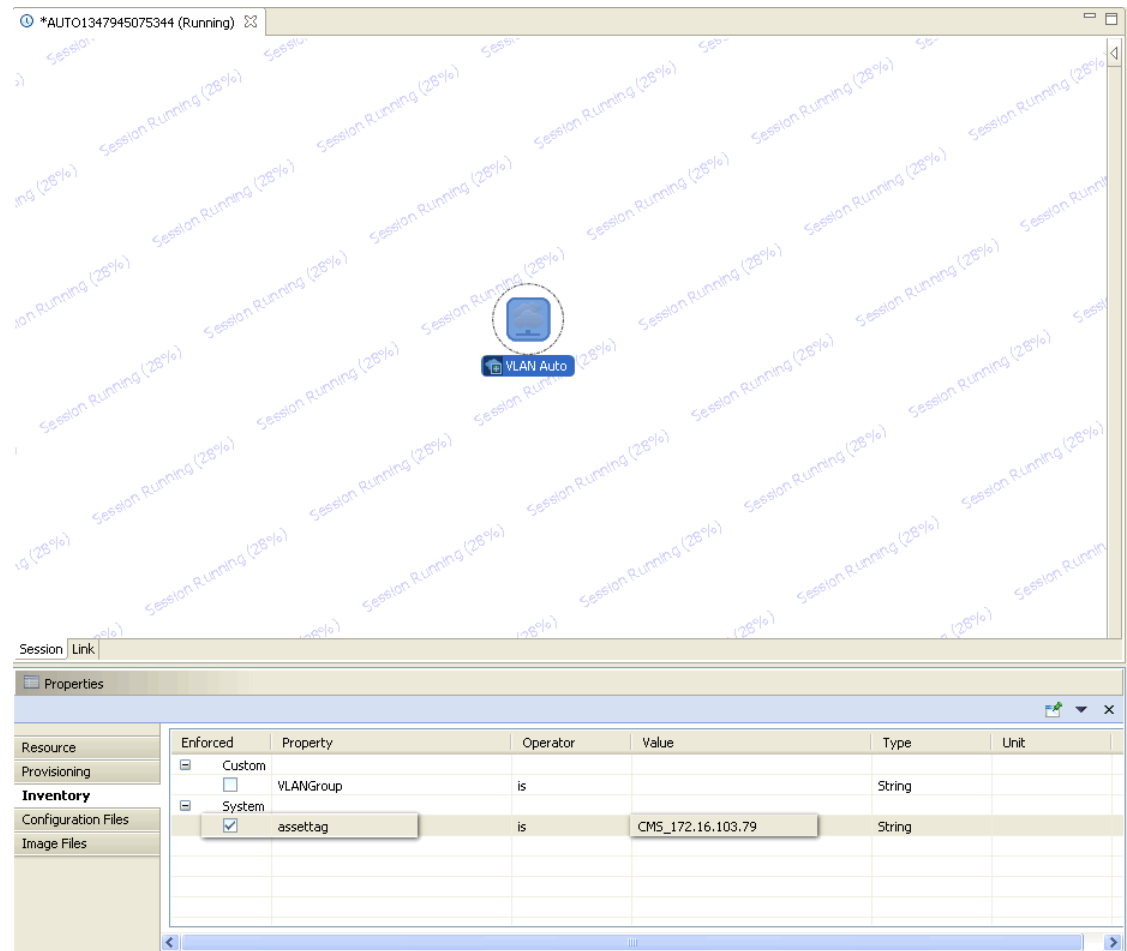 *AUTO1347945075344 (Running)
Session Running (28%)
VLAN Auto
Session Link
Properties
Enforced Property Operator Value Type Unit
Resource
Custom
Provisioning
VLANGroup is String
Inventory
System
Configuration Files
assettag is CMS_172.16.103.79 String
Image Files